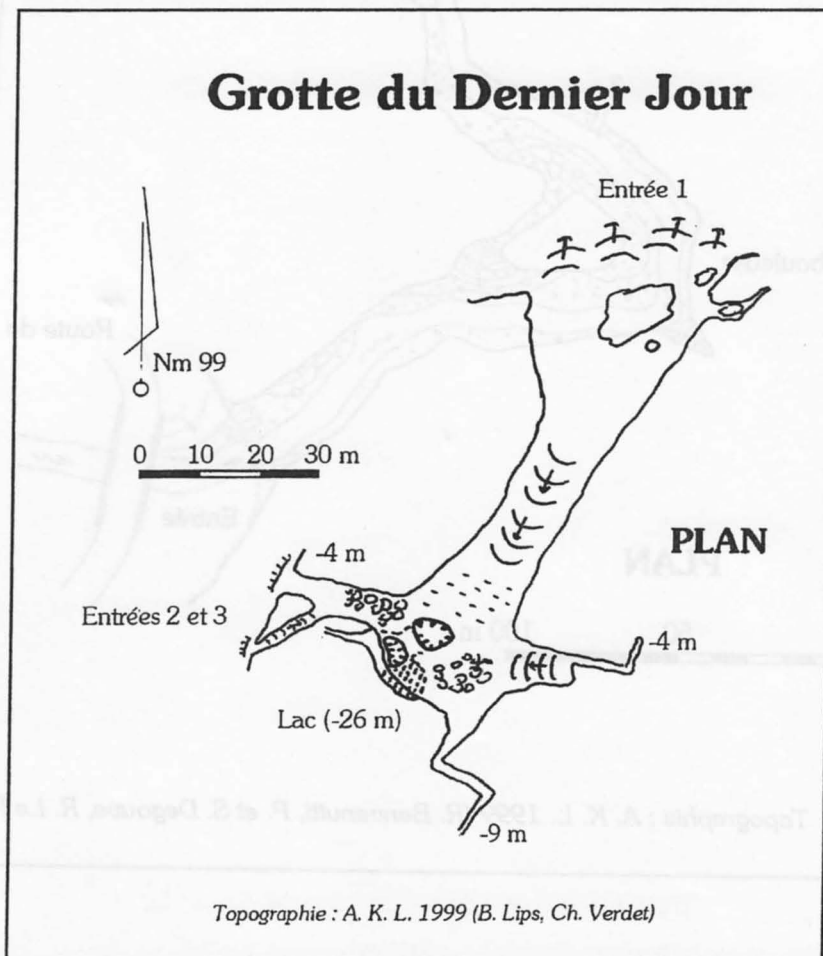 Grotte du Dernier Jour
Entrée 1
Nm 99
0 10 20 30 m
PLAN
-4 m
Entrées 2 et 3
-4 m
Lac (-26 m)
-9 m
Topographie : A. K. L. 1999 (B. Lips, Ch. Verdet)